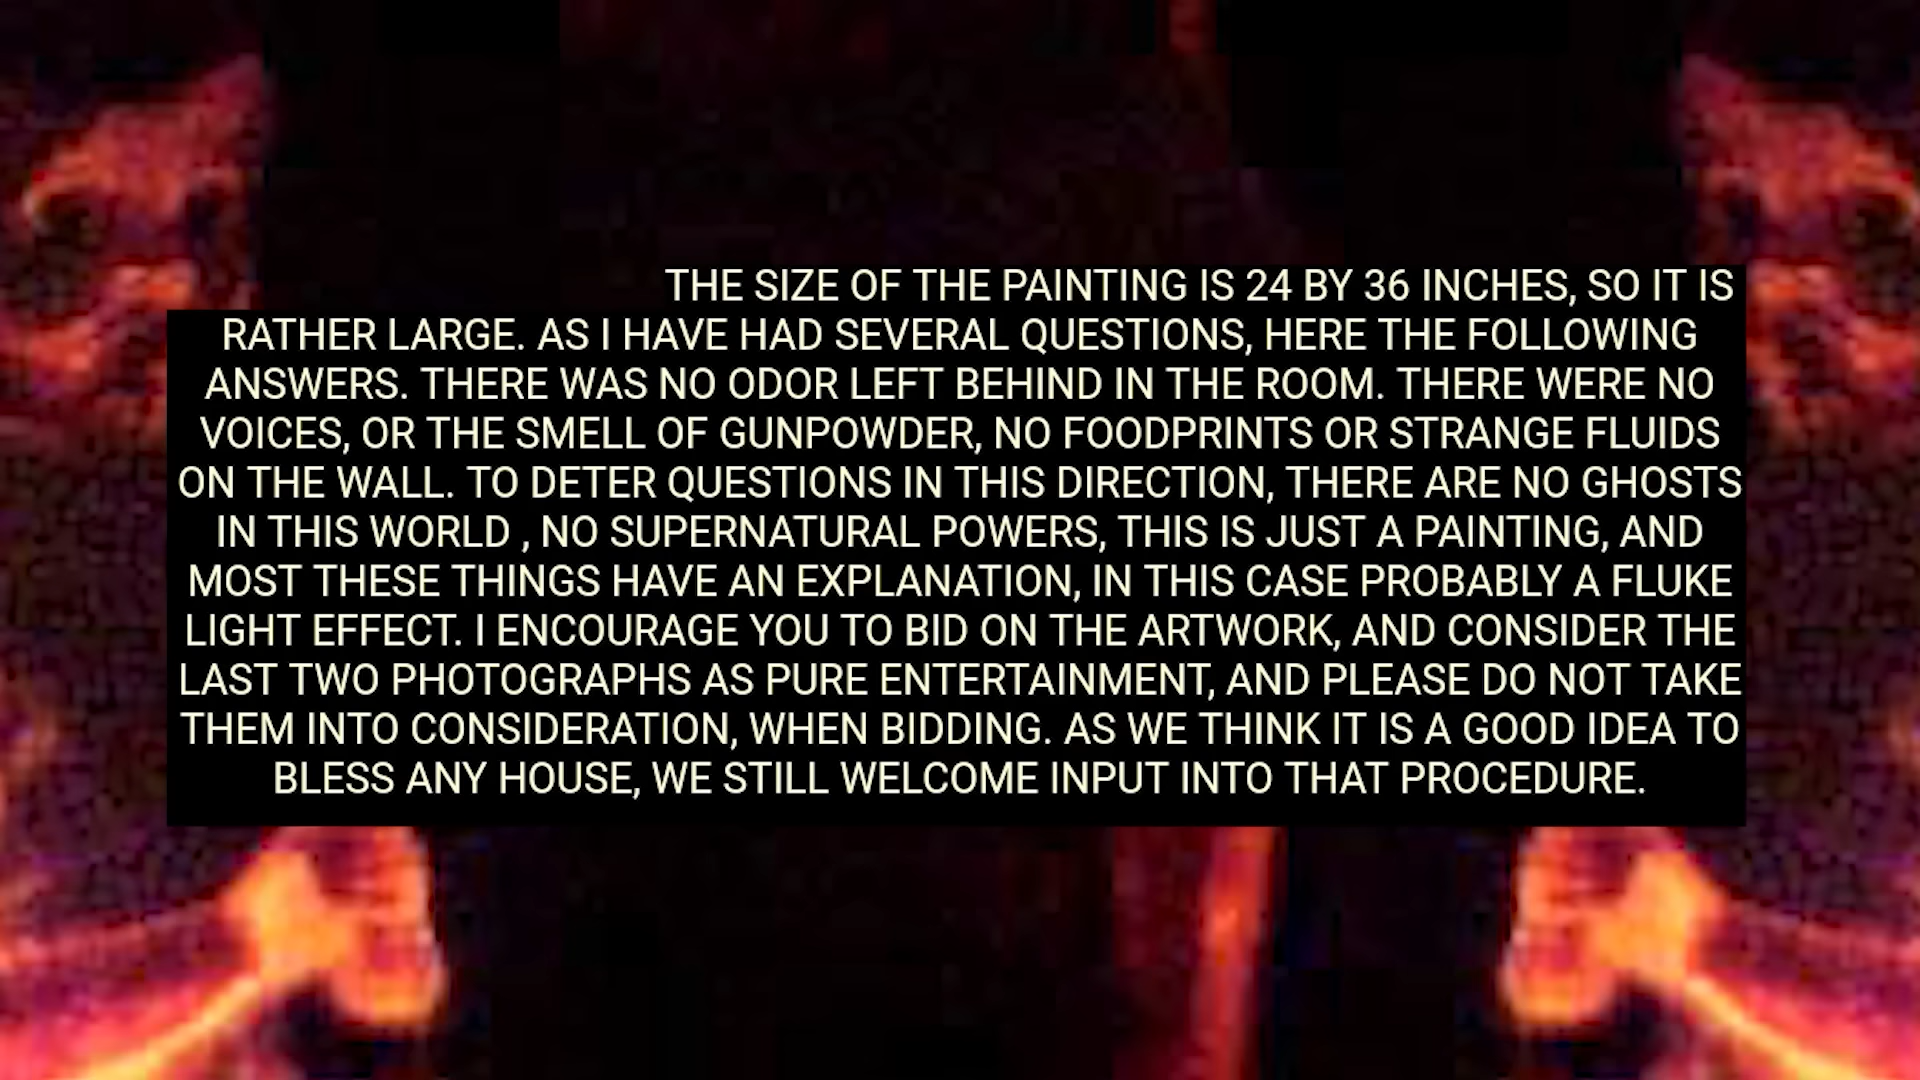 THE SIZE OF THE PAINTING IS 24 BY 36 INCHES, SO IT IS
RATHER LARGE. AS I HAVE HAD SEVERAL QUESTIONS, HERE THE FOLLOWING
ANSWERS. THERE WAS NO ODOR LEFT BEHIND IN THE ROOM. THERE WERE NO
VOICES, OR THE SMELL OF GUNPOWDER, NO FOODPRINTS OR STRANGE FLUIDS
ON THE WALL. TO DETER QUESTIONS IN THIS DIRECTION, THERE ARE NO GHOSTS
IN THIS WORLD , NO SUPERNATURAL POWERS, THIS IS JUST A PAINTING, AND
MOST THESE THINGS HAVE AN EXPLANATION, IN THIS CASE PROBABLY A FLUKE
LIGHT EFFECT. I ENCOURAGE YOU TO BID ON THE ARTWORK, AND CONSIDER THE
LAST TWO PHOTOGRAPHS AS PURE ENTERTAINMENT, AND PLEASE DO NOT TAKE
THEM INTO CONSIDERATION, WHEN BIDDING. AS WE THINK IT IS A GOOD IDEA TO
BLESS ANY HOUSE, WE STILL WELCOME INPUT INTO THAT PROCEDURE.